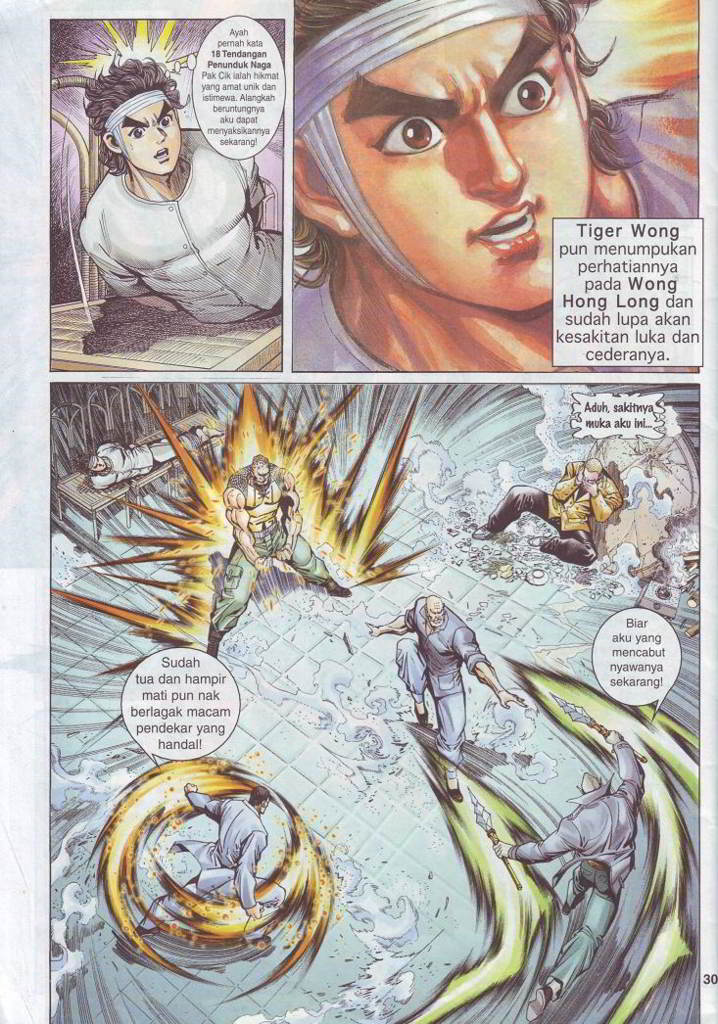 Ayah
pernah kata
18 Tendangan
Penunduk Naga
Pak Cik ialah hikmat
yang amat unik dan
istimewa. Alangkah
beruntungnya
aku dapat
menyaksikannya
sekarang!
Tiger Wong
pun menumpukan
perhatiannya
pada Wong
Hong Long dan
sudah lupa akan
kesakitan luka dan
cederanya.
Aduh, sakitnya
muka aku ini...
Biar
aku yang
mencabut
nyawanya
sekarang!
Sudah
tua dan hampir
mati pun nak
berlagak macam
pendekar yang
handal!
30